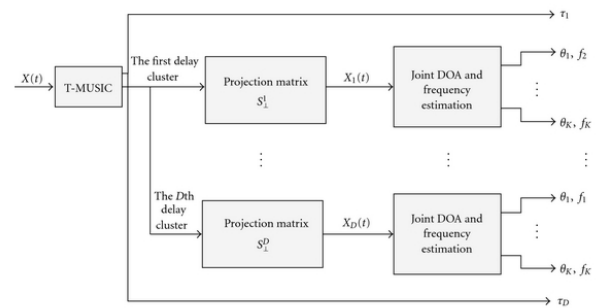 τ1
The first delay
cluster
X(t)
T-MUSIC
Projection matrix
S⊥^1
X1(t)
Joint DOA and
frequency
estimation
θ1, f2
⋮
θK, fK
⋮
⋮
⋮
The Dth
delay
cluster
Projection matrix
S⊥^D
XD(t)
Joint DOA and
frequency
estimation
θ1, f1
⋮
θK, fK
τD